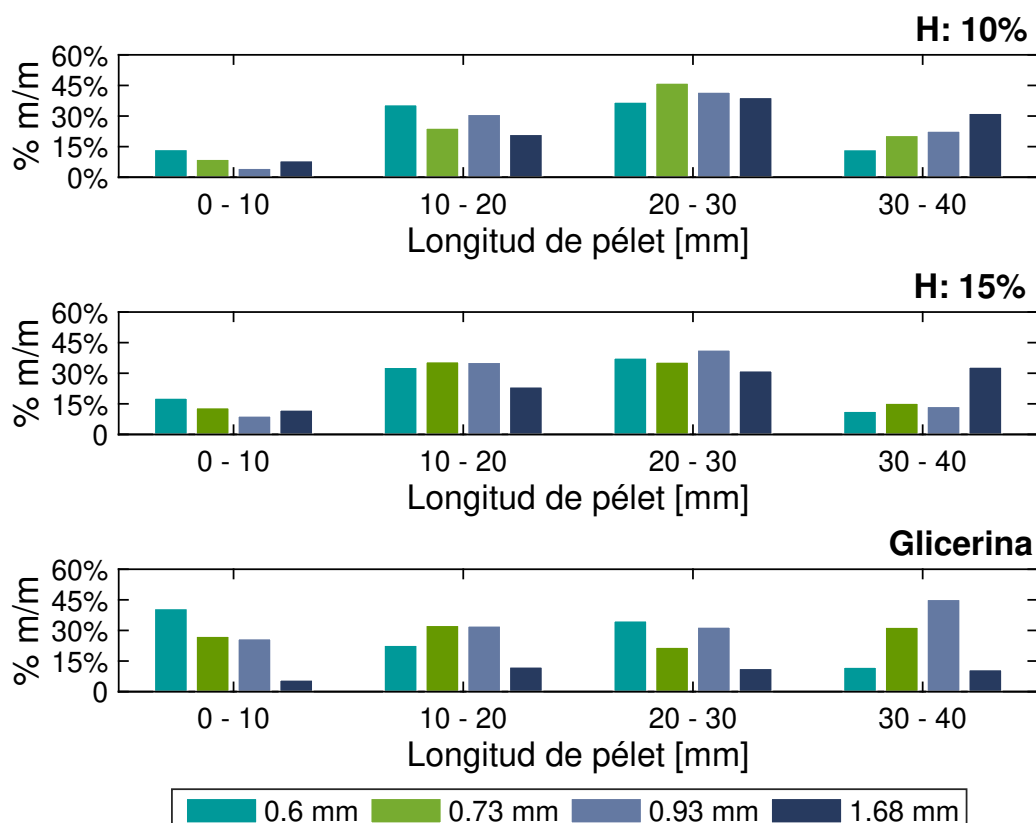 H: 10%
60%
45%
30%
15%
0%
% m/m
0 - 10 10 - 20 20 - 30 30 - 40
Longitud de pélet [mm]
H: 15%
60%
45%
30%
15%
0
% m/m
0 - 10 10 - 20 20 - 30 30 - 40
Longitud de pélet [mm]
Glicerina
60%
45%
30%
15%
0
% m/m
0 - 10 10 - 20 20 - 30 30 - 40
Longitud de pélet [mm]
0.6 mm 0.73 mm 0.93 mm 1.68 mm